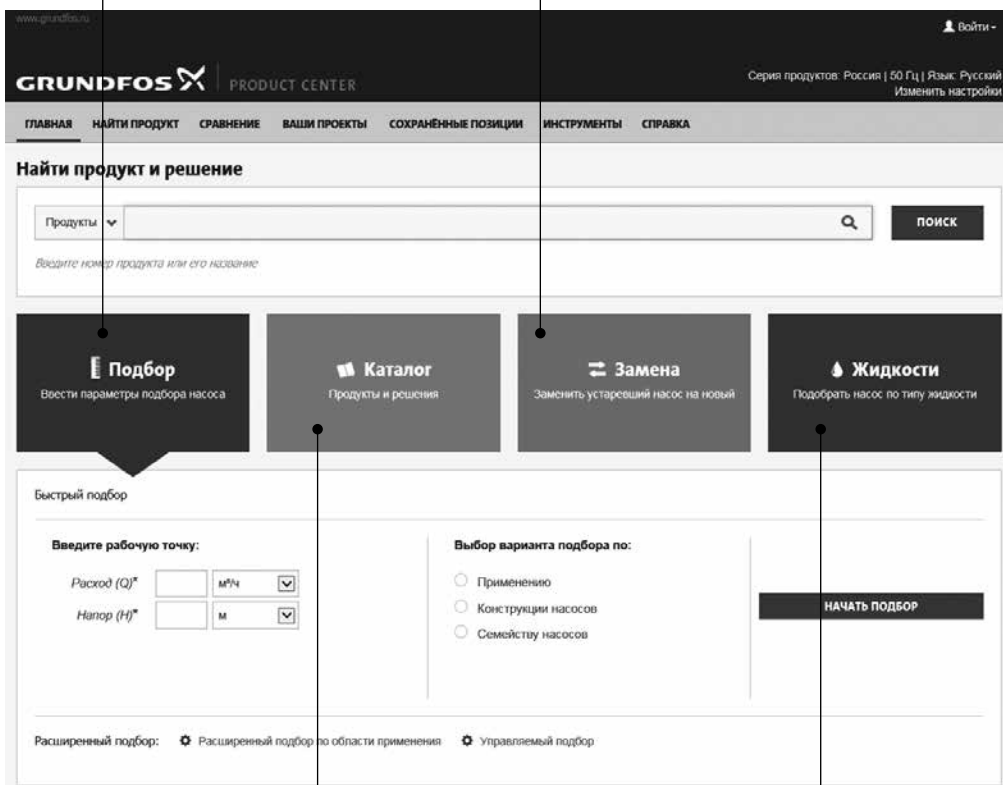 www.grundfos.ru
Войти
GRUNDFOS PRODUCT CENTER
Серия продуктов: Россия | 50 Гц | Язык: Русский
Изменить настройки
ГЛАВНАЯ НАЙТИ ПРОДУКТ СРАВНЕНИЕ ВАШИ ПРОЕКТЫ СОХРАНЁННЫЕ ПОЗИЦИИ ИНСТРУМЕНТЫ СПРАВКА
Найти продукт и решение
Продукты
ПОИСК
Введите номер продукта или его название
Подбор
Ввести параметры подбора насоса
Каталог
Продукты и решения
Замена
Заменить устаревший насос на новый
Жидкости
Подобрать насос по типу жидкости
Быстрый подбор
Введите рабочую точку:
Расход (Q)* м³/ч
Напор (H)* м
Выбор варианта подбора по:
Применению
Конструкции насосов
Семейству насосов
НАЧАТЬ ПОДБОР
Расширенный подбор: Расширенный подбор по области применения Управляемый подбор